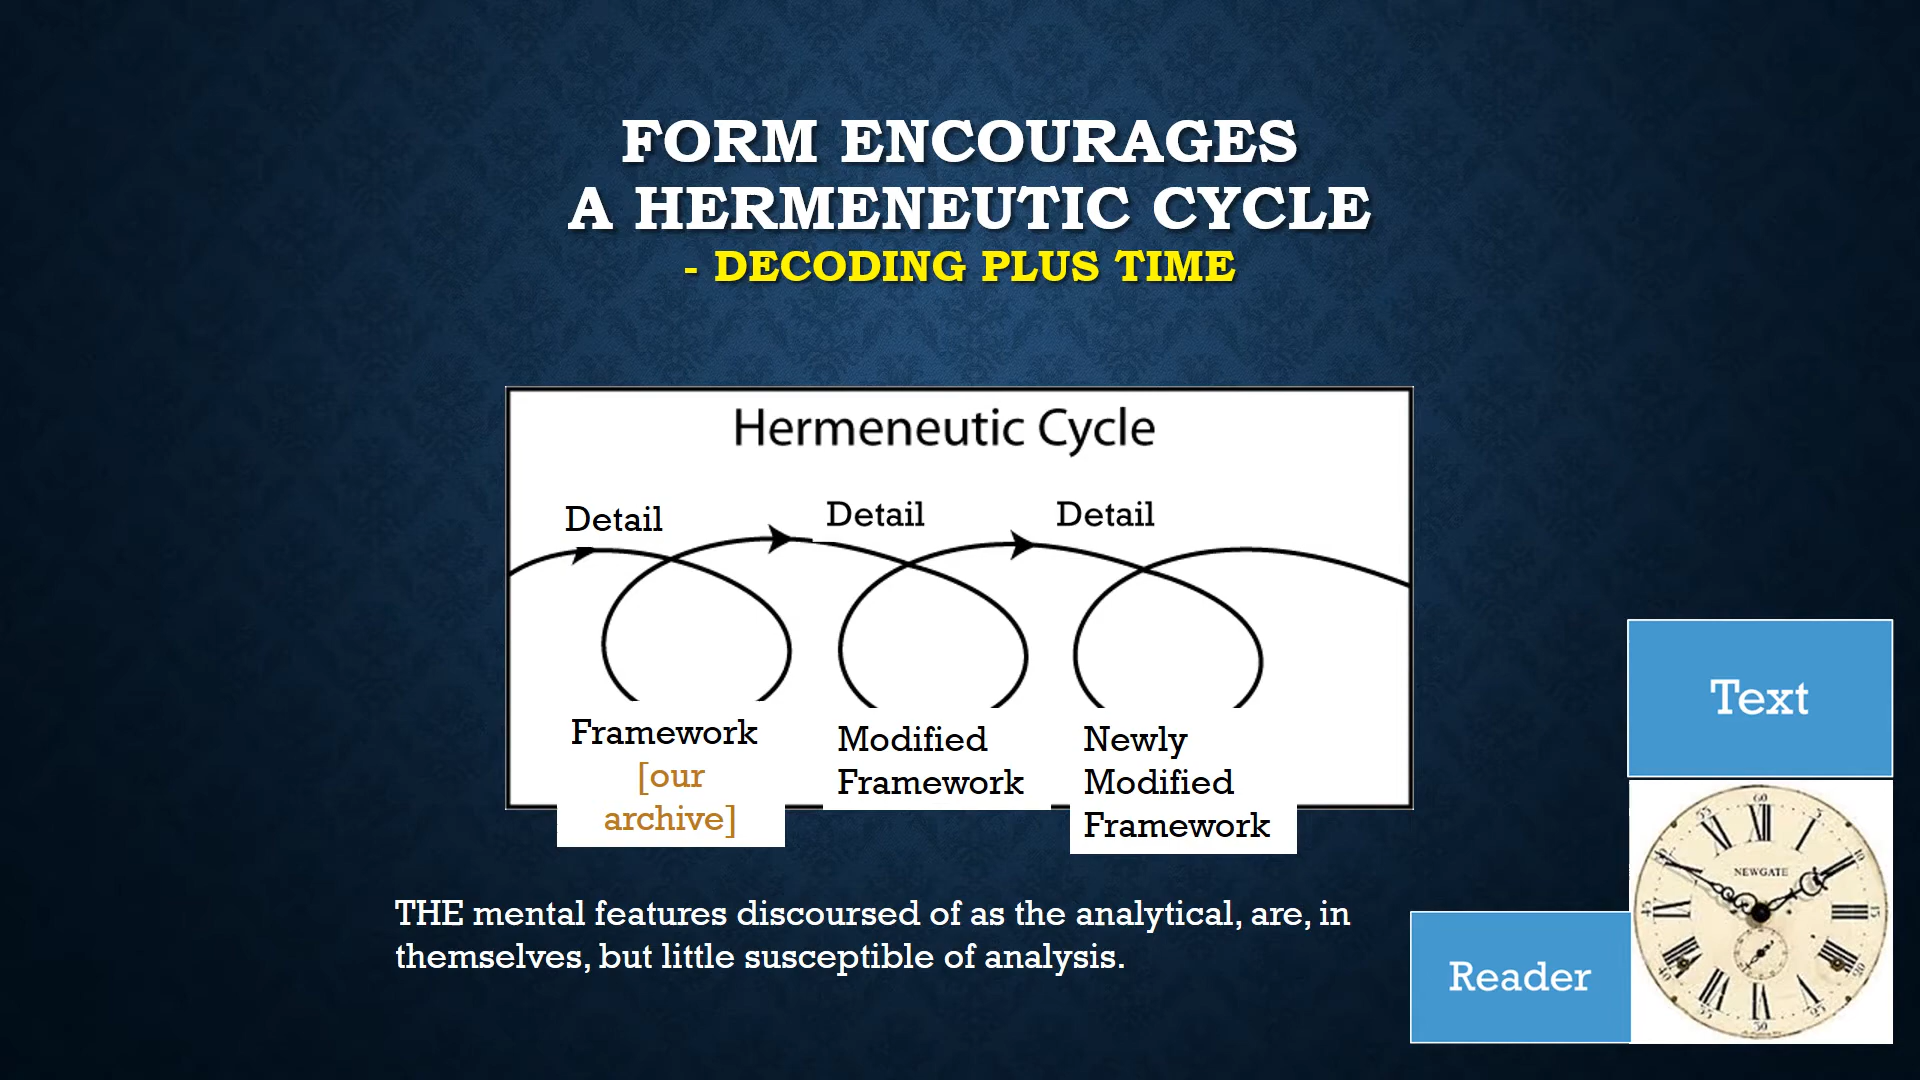 FORM ENCOURAGES
A HERMENEUTIC CYCLE
- DECODING PLUS TIME
Hermeneutic Cycle
Detail
Detail
Detail
Framework
[our
archive]
Modified
Framework
Newly
Modified
Framework
THE mental features discoursed of as the analytical, are, in
themselves, but little susceptible of analysis.
Text
Reader
NEWGATE